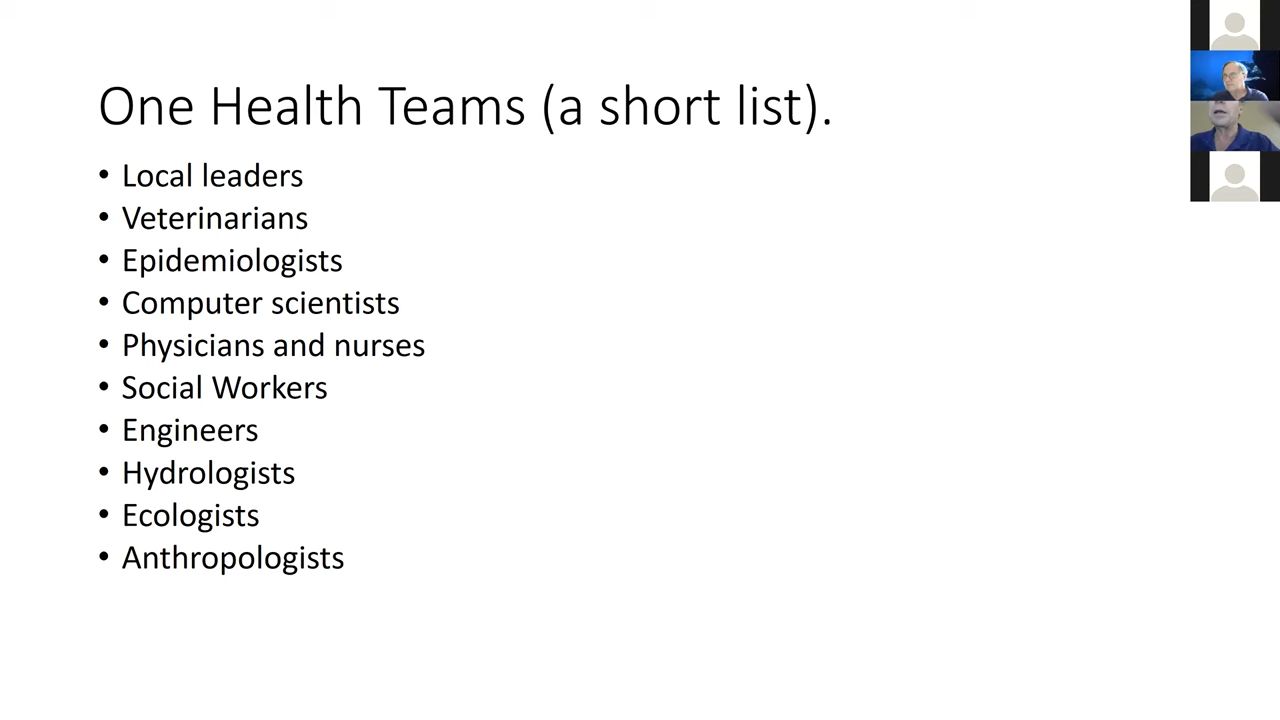 One Health Teams (a short list).
• Local leaders
• Veterinarians
• Epidemiologists
• Computer scientists
• Physicians and nurses
• Social Workers
• Engineers
• Hydrologists
• Ecologists
• Anthropologists